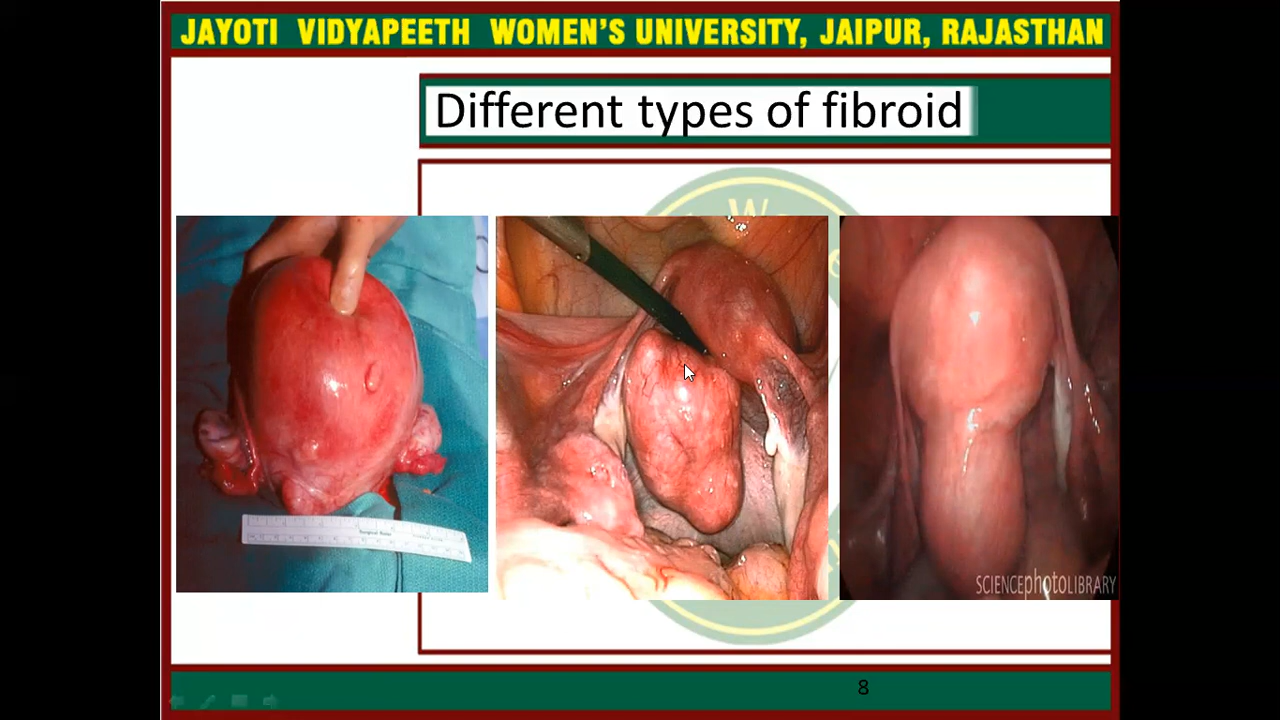 JAYOTI VIDYAPEETH WOMEN'S UNIVERSITY, JAIPUR, RAJASTHAN
Different types of fibroid
SCIENCEphotoLIBRARY
8